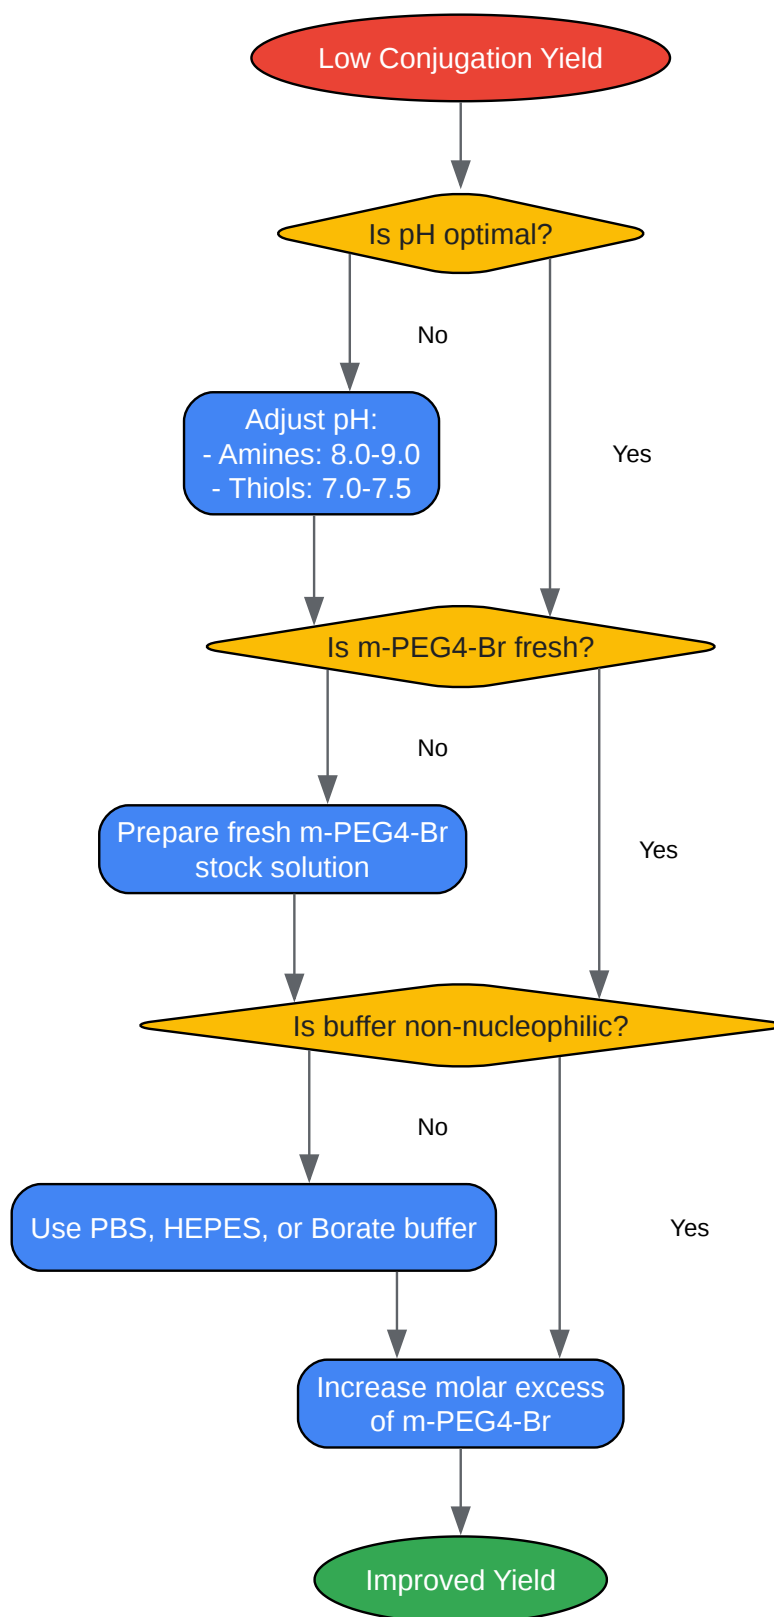 Low Conjugation Yield
Is pH optimal?
No
Adjust pH:
- Amines: 8.0-9.0
- Thiols: 7.0-7.5
Yes
Is m-PEG4-Br fresh?
No
Prepare fresh m-PEG4-Br
stock solution
Yes
Is buffer non-nucleophilic?
No
Use PBS, HEPES, or Borate buffer
Yes
Increase molar excess
of m-PEG4-Br
Improved Yield